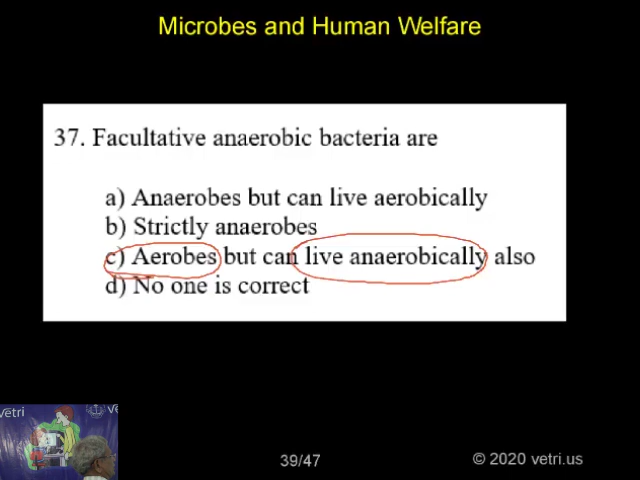 Microbes and Human Welfare
37. Facultative anaerobic bacteria are
a) Anaerobes but can live aerobically
b) Strictly anaerobes
c) Aerobes but can live anaerobically also
d) No one is correct
Vetri
39/47
© 2020 vetri.us